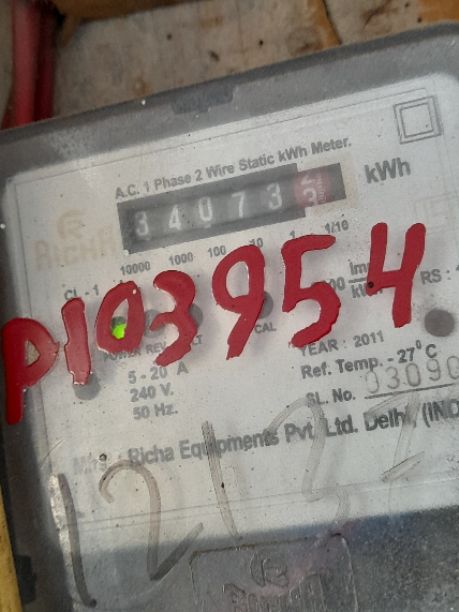 A.C. 1 Phase 2 Wire Static kWh Meter.
34073 kWh
10000 1000 100 10 1 1/10
CL - 1
P103954
CAL
5 - 20 A
240 V.
50 Hz.
YEAR : 2011
Ref. Temp. - 27°C
RS :
SL. No. 03090
Richa Equipments Pvt. Ltd. Delhi, (IND